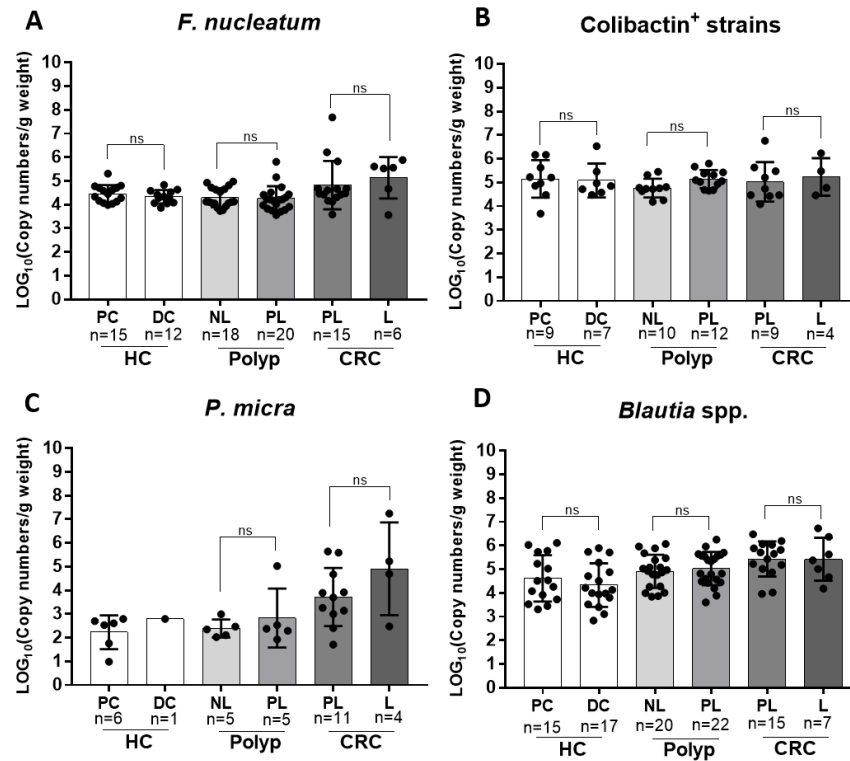 A
F. nucleatum
LOG10(Copy numbers/g weight)
10
9
8
7
6
5
4
3
2
1
0
ns
ns
ns
PC DC NL PL PL L
n=15 n=12 n=18 n=20 n=15 n=6
HC Polyp CRC
B
Colibactin+ strains
LOG10(Copy numbers/g weight)
10
9
8
7
6
5
4
3
2
1
0
ns
ns
ns
PC DC NL PL PL L
n=9 n=7 n=10 n=12 n=9 n=4
HC Polyp CRC
C
P. micra
LOG10(Copy numbers/g weight)
10
9
8
7
6
5
4
3
2
1
0
ns
ns
PC DC NL PL PL L
n=6 n=1 n=5 n=5 n=11 n=4
HC Polyp CRC
D
Blautia spp.
LOG10(Copy numbers/g weight)
10
9
8
7
6
5
4
3
2
1
0
ns
ns
ns
PC DC NL PL PL L
n=15 n=17 n=20 n=22 n=15 n=7
HC Polyp CRC